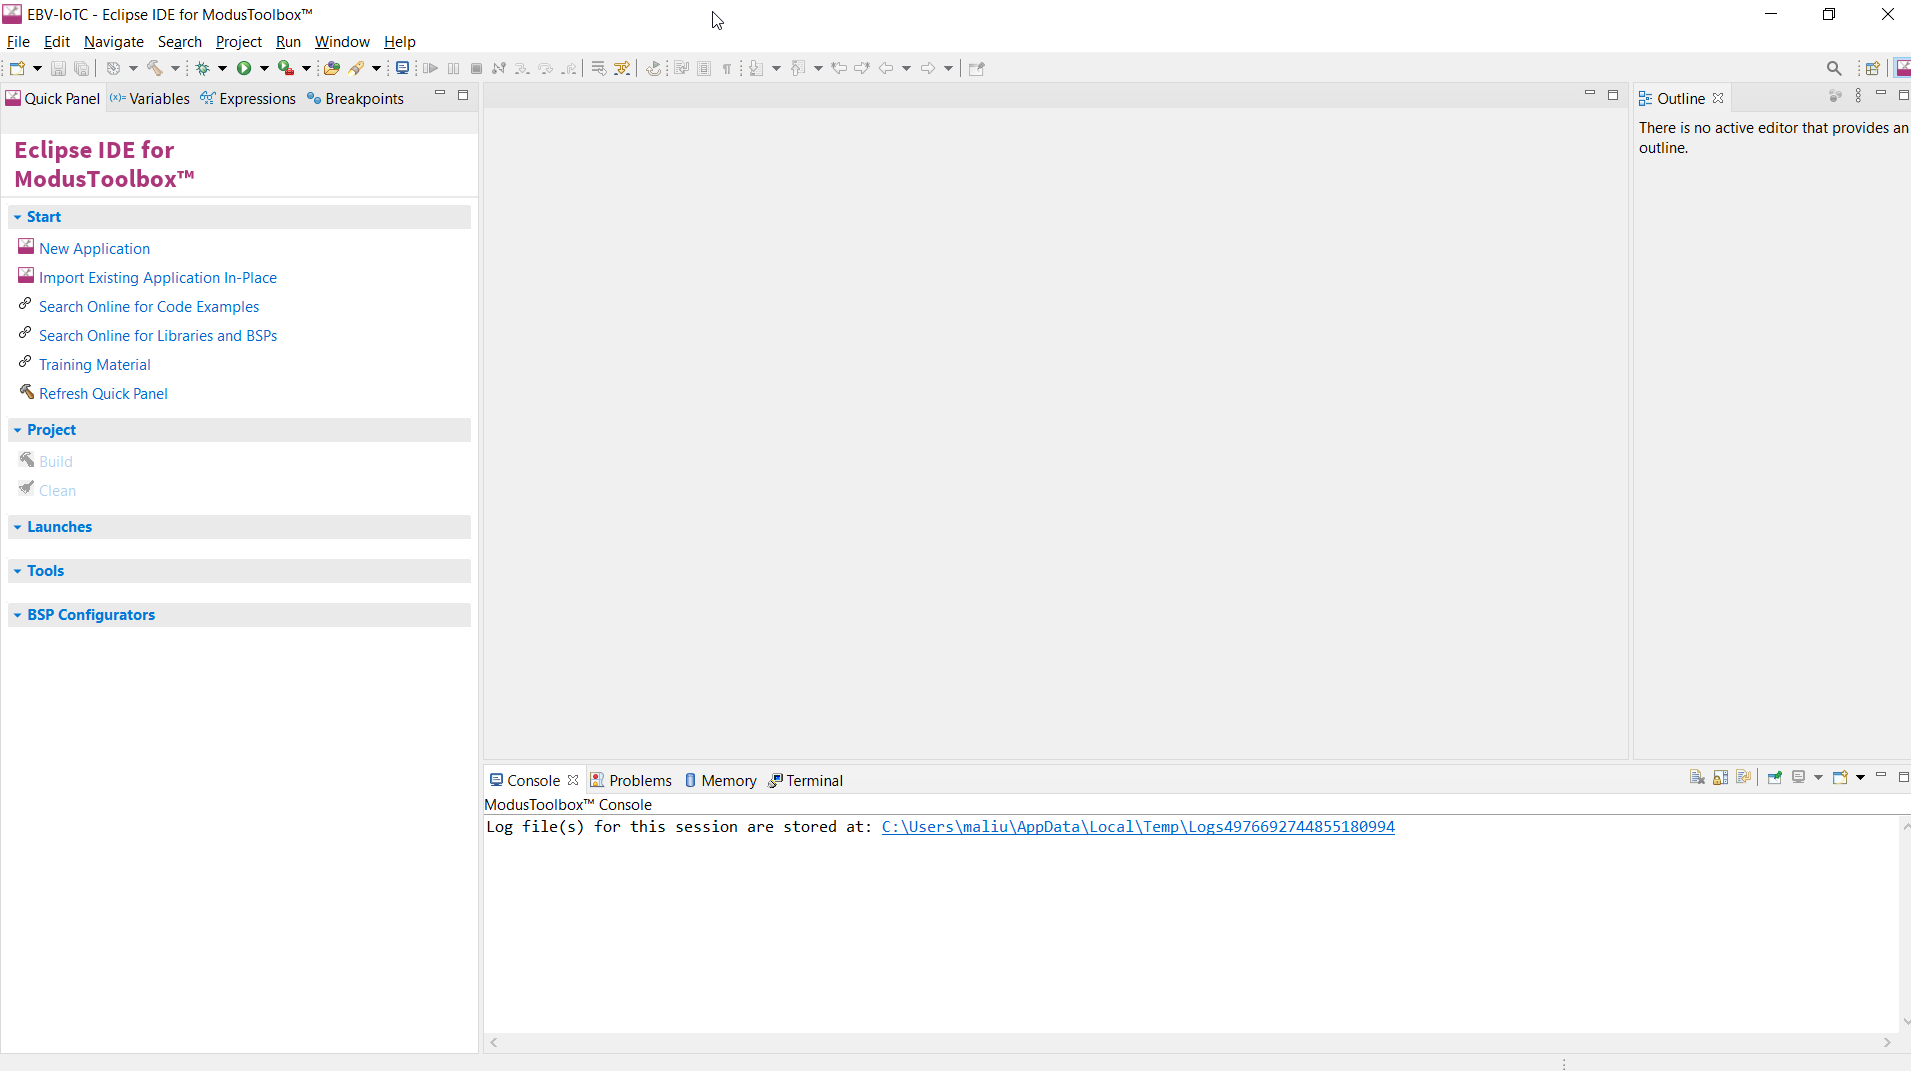 EBV-IoTC - Eclipse IDE for ModusToolbox™
File Edit Navigate Search Project Run Window Help
Quick Panel (x)= Variables Expressions Breakpoints
Outline
There is no active editor that provides an
outline.
Eclipse IDE for
ModusToolbox™
Start
New Application
Import Existing Application In-Place
Search Online for Code Examples
Search Online for Libraries and BSPs
Training Material
Refresh Quick Panel
Project
Build
Clean
Launches
Tools
BSP Configurators
Console Problems Memory Terminal
ModusToolbox™ Console
Log file(s) for this session are stored at: C:\Users\maliu\AppData\Local\Temp\Logs4976692744855180994